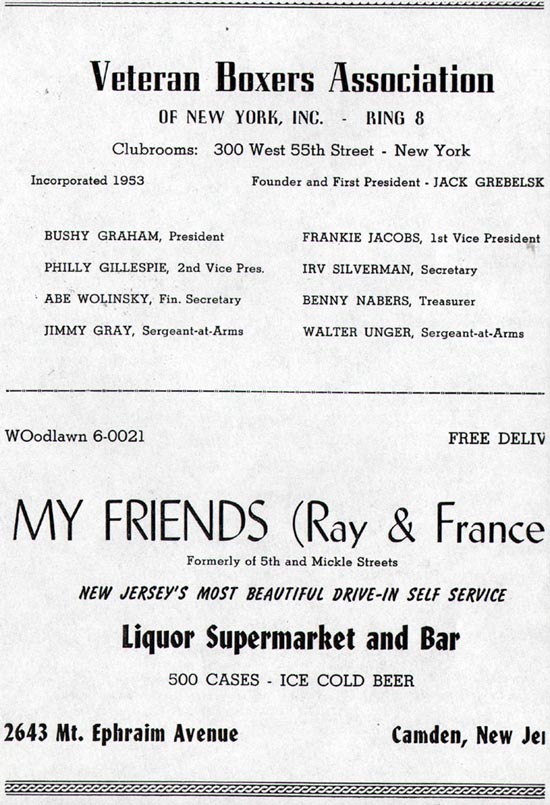 Veteran Boxers Association
OF NEW YORK, INC. - RING 8
Clubrooms: 300 West 55th Street - New York
Incorporated 1953 Founder and First President - JACK GREBELSK
BUSHY GRAHAM, President FRANKIE JACOBS, 1st Vice President
PHILLY GILLESPIE, 2nd Vice Pres. IRV SILVERMAN, Secretary
ABE WOLINSKY, Fin. Secretary BENNY NABERS, Treasurer
JIMMY GRAY, Sergeant-at-Arms WALTER UNGER, Sergeant-at-Arms
WOodlawn 6-0021 FREE DELIV
MY FRIENDS (Ray & France
Formerly of 5th and Mickle Streets
NEW JERSEY'S MOST BEAUTIFUL DRIVE-IN SELF SERVICE
Liquor Supermarket and Bar
500 CASES - ICE COLD BEER
2643 Mt. Ephraim Avenue Camden, New Jer